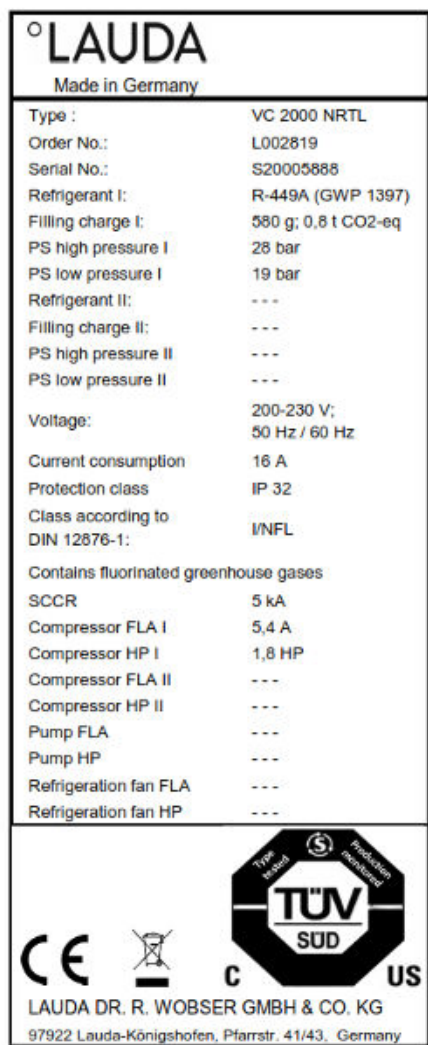 °LAUDA
Made in Germany
Type : VC 2000 NRTL
Order No.: L002819
Serial No.: S20005888
Refrigerant I: R-449A (GWP 1397)
Filling charge I: 580 g; 0,8 t CO2-eq
PS high pressure I 28 bar
PS low pressure I 19 bar
Refrigerant II: - - -
Filling charge II: - - -
PS high pressure II - - -
PS low pressure II - - -
Voltage: 200-230 V;
50 Hz / 60 Hz
Current consumption 16 A
Protection class IP 32
Class according to
DIN 12876-1: I/NFL
Contains fluorinated greenhouse gases
SCCR 5 kA
Compressor FLA I 5,4 A
Compressor HP I 1,8 HP
Compressor FLA II - - -
Compressor HP II - - -
Pump FLA - - -
Pump HP - - -
Refrigeration fan FLA - - -
Refrigeration fan HP - - -
Type tested
S
Production monitored
TÜV
SÜD
CE
C US
LAUDA DR. R. WOBSER GMBH & CO. KG
97922 Lauda-Königshofen, Pfarrstr. 41/43, Germany